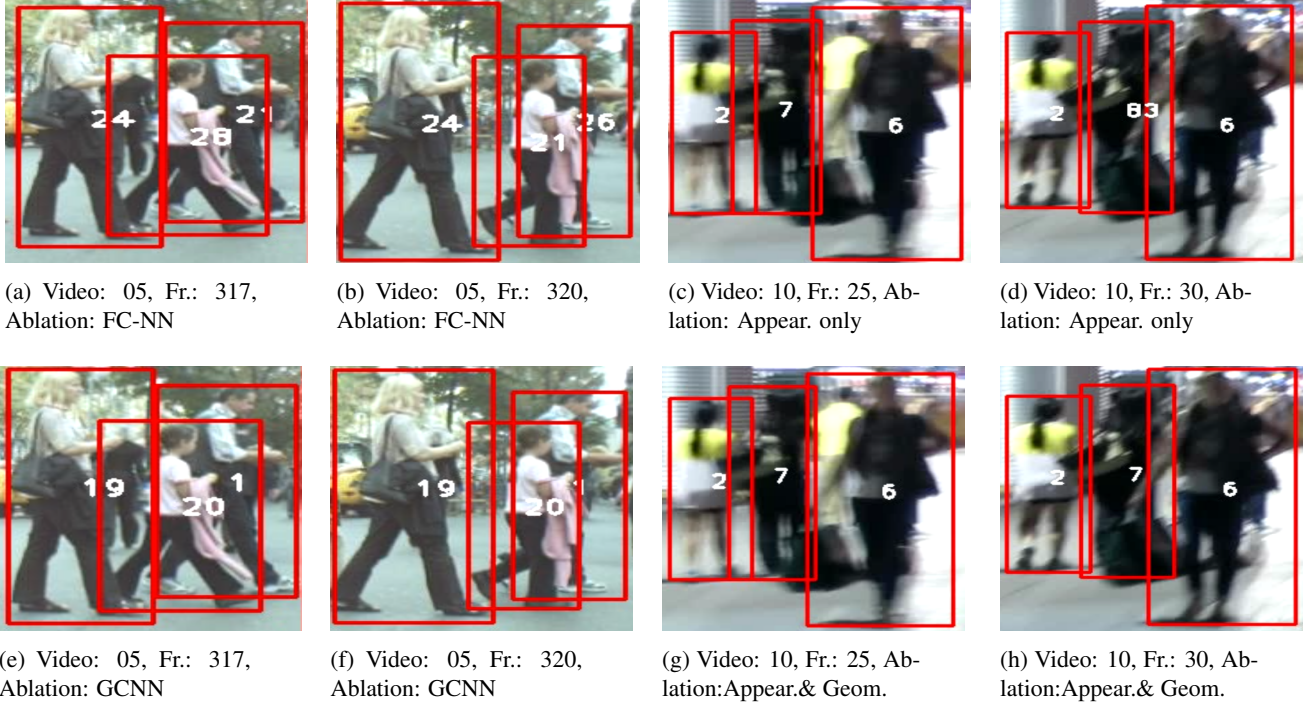 24
28
21
24
21
26
2
7
6
2
83
6
(a) Video: 05, Fr.: 317,
Ablation: FC-NN
(b) Video: 05, Fr.: 320,
Ablation: FC-NN
(c) Video: 10, Fr.: 25, Ab-
lation: Appear. only
(d) Video: 10, Fr.: 30, Ab-
lation: Appear. only
19
20
1
19
20
1
2
7
6
2
7
6
(e) Video: 05, Fr.: 317,
Ablation: GCNN
(f) Video: 05, Fr.: 320,
Ablation: GCNN
(g) Video: 10, Fr.: 25, Ab-
lation:Appear.& Geom.
(h) Video: 10, Fr.: 30, Ab-
lation:Appear.& Geom.